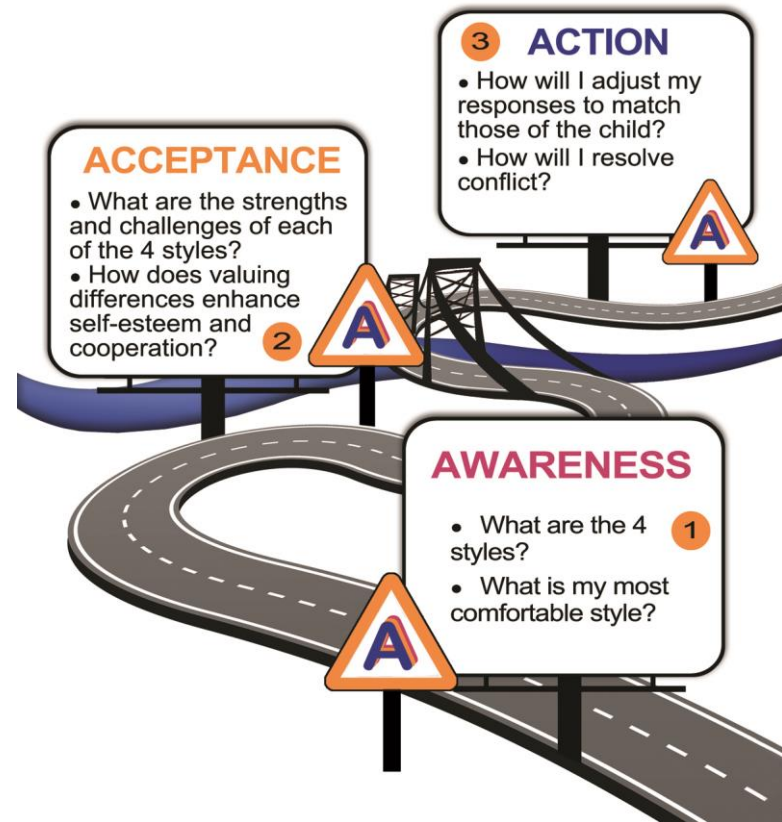 3 ACTION
• How will I adjust my
responses to match
those of the child?
• How will I resolve
conflict?
A
ACCEPTANCE
• What are the strengths
and challenges of each
of the 4 styles?
• How does valuing
differences enhance
self-esteem and
cooperation? 2
A
AWARENESS
• What are the 4 1
styles?
• What is my most
comfortable style?
A